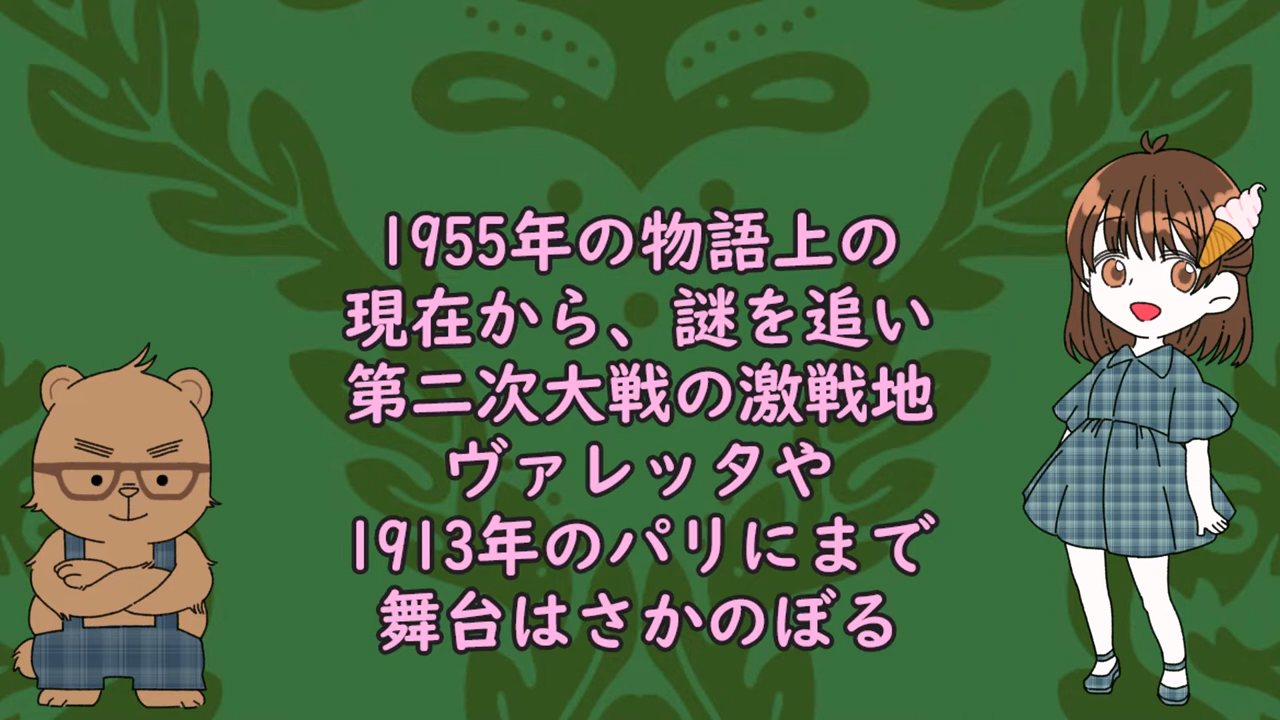 1955年の物語上の
現在から、謎を追い
第二次大戦の激戦地
ヴァレッタや
1913年のパリにまで
舞台はさかのぼる